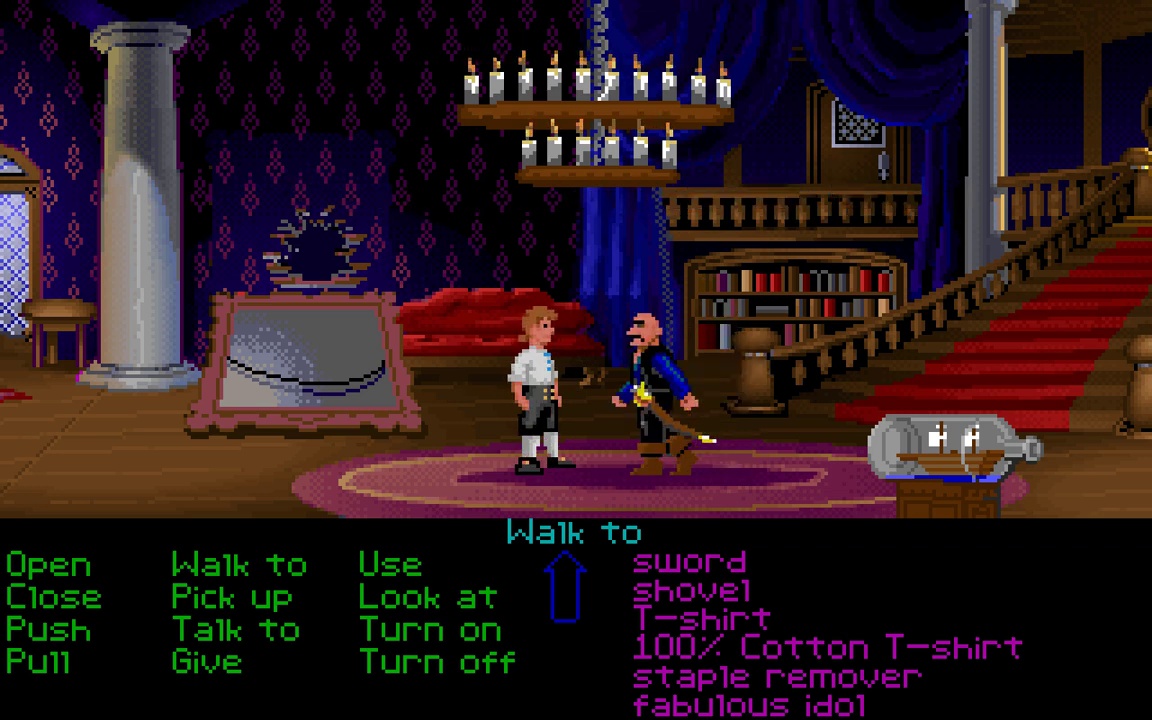 Walk to
Open Walk to Use
Close Pick up Look at
Push Talk to Turn on
Pull Give Turn off
sword
shovel
T-shirt
100% Cotton T-shirt
staple remover
fabulous idol